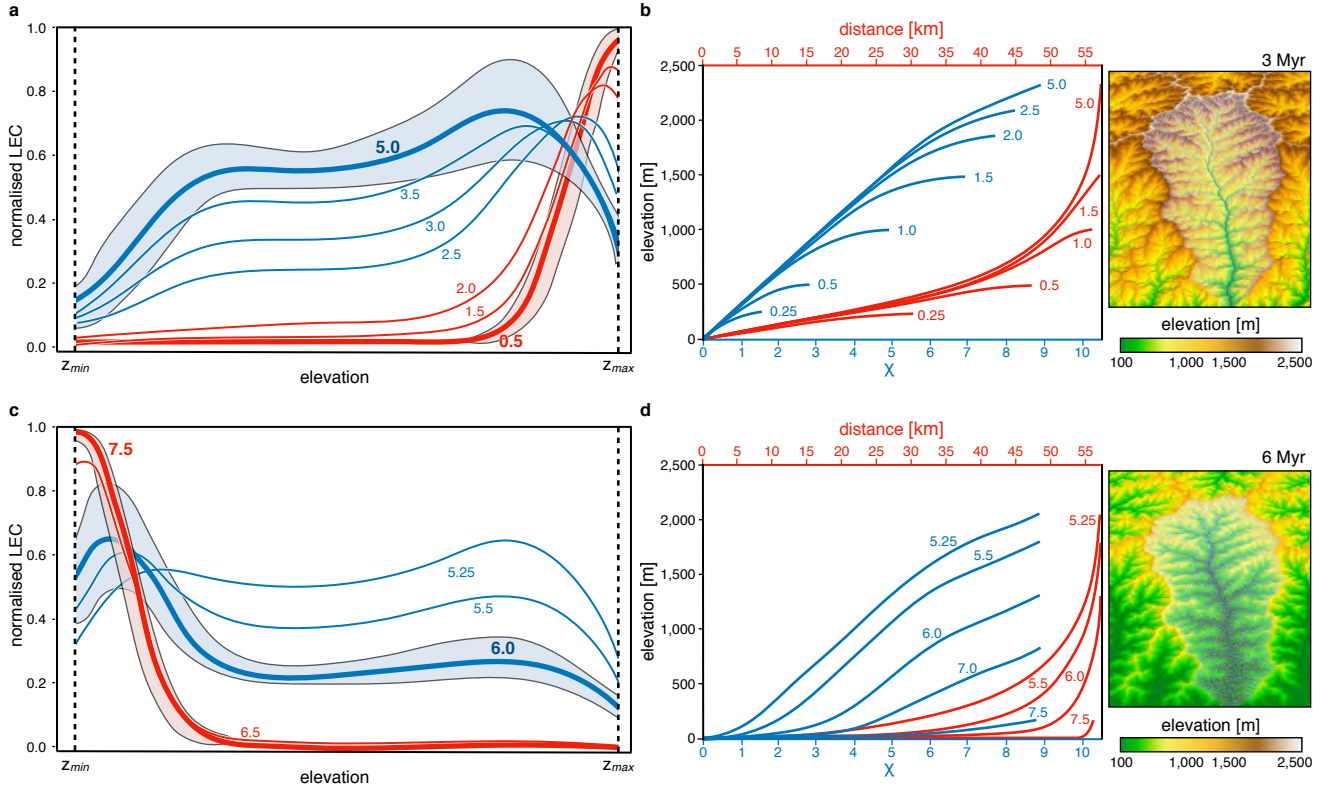 a
1.0
0.8
0.6
0.4
0.2
0.0
normalised LEC
5.0
3.5
3.0
2.5
2.0
1.5
0.5
zmin
zmax
elevation
b
distance [km]
0 5 10 15 20 25 30 35 40 45 50 55
2,500
2,000
1,500
1,000
500
0
elevation [m]
5.0
2.5
2.0
1.5
1.0
0.5
0.25
5.0
1.5
1.0
0.5
0.25
0 1 2 3 4 5 6 7 8 9 10
χ
3 Myr
elevation [m]
100 1,000 1,500 2,500
c
1.0
0.8
0.6
0.4
0.2
0.0
normalised LEC
7.5
5.25
5.5
6.0
6.5
zmin
zmax
elevation
d
distance [km]
0 5 10 15 20 25 30 35 40 45 50 55
2,500
2,000
1,500
1,000
500
0
elevation [m]
5.25
5.5
6.0
7.0
7.5
5.25
5.5
6.0
7.5
0 1 2 3 4 5 6 7 8 9 10
χ
6 Myr
elevation [m]
100 1,000 1,500 2,500